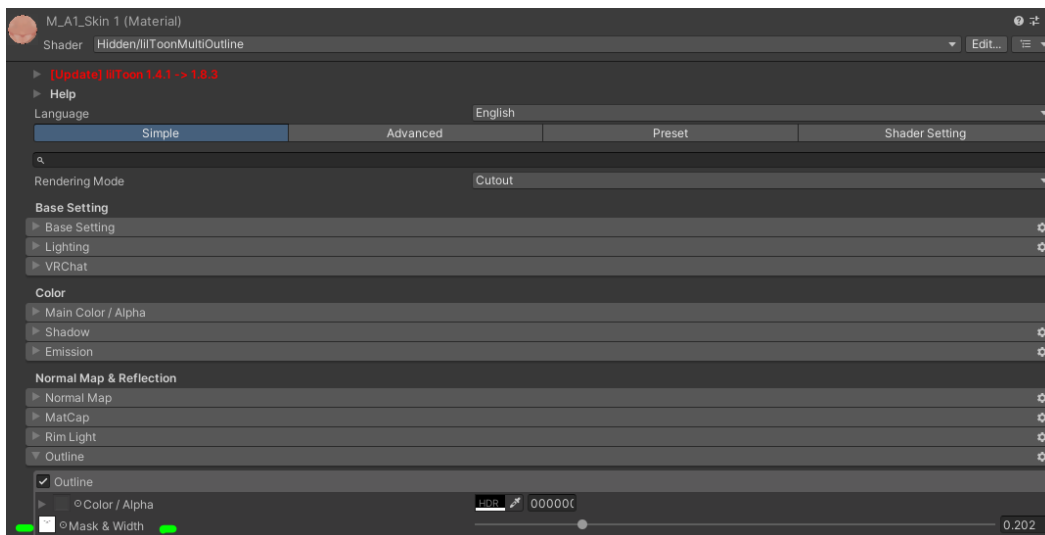 M_A1_Skin 1 (Material)
Shader Hidden/lilToonMultiOutline Edit...
[Update] lilToon 1.4.1 -> 1.8.3
Help
Language English
Simple Advanced Preset Shader Setting
Rendering Mode Cutout
Base Setting
Base Setting
Lighting
VRChat
Color
Main Color / Alpha
Shadow
Emission
Normal Map & Reflection
Normal Map
MatCap
Rim Light
Outline
Outline
Color / Alpha HDR 000000
Mask & Width 0.202